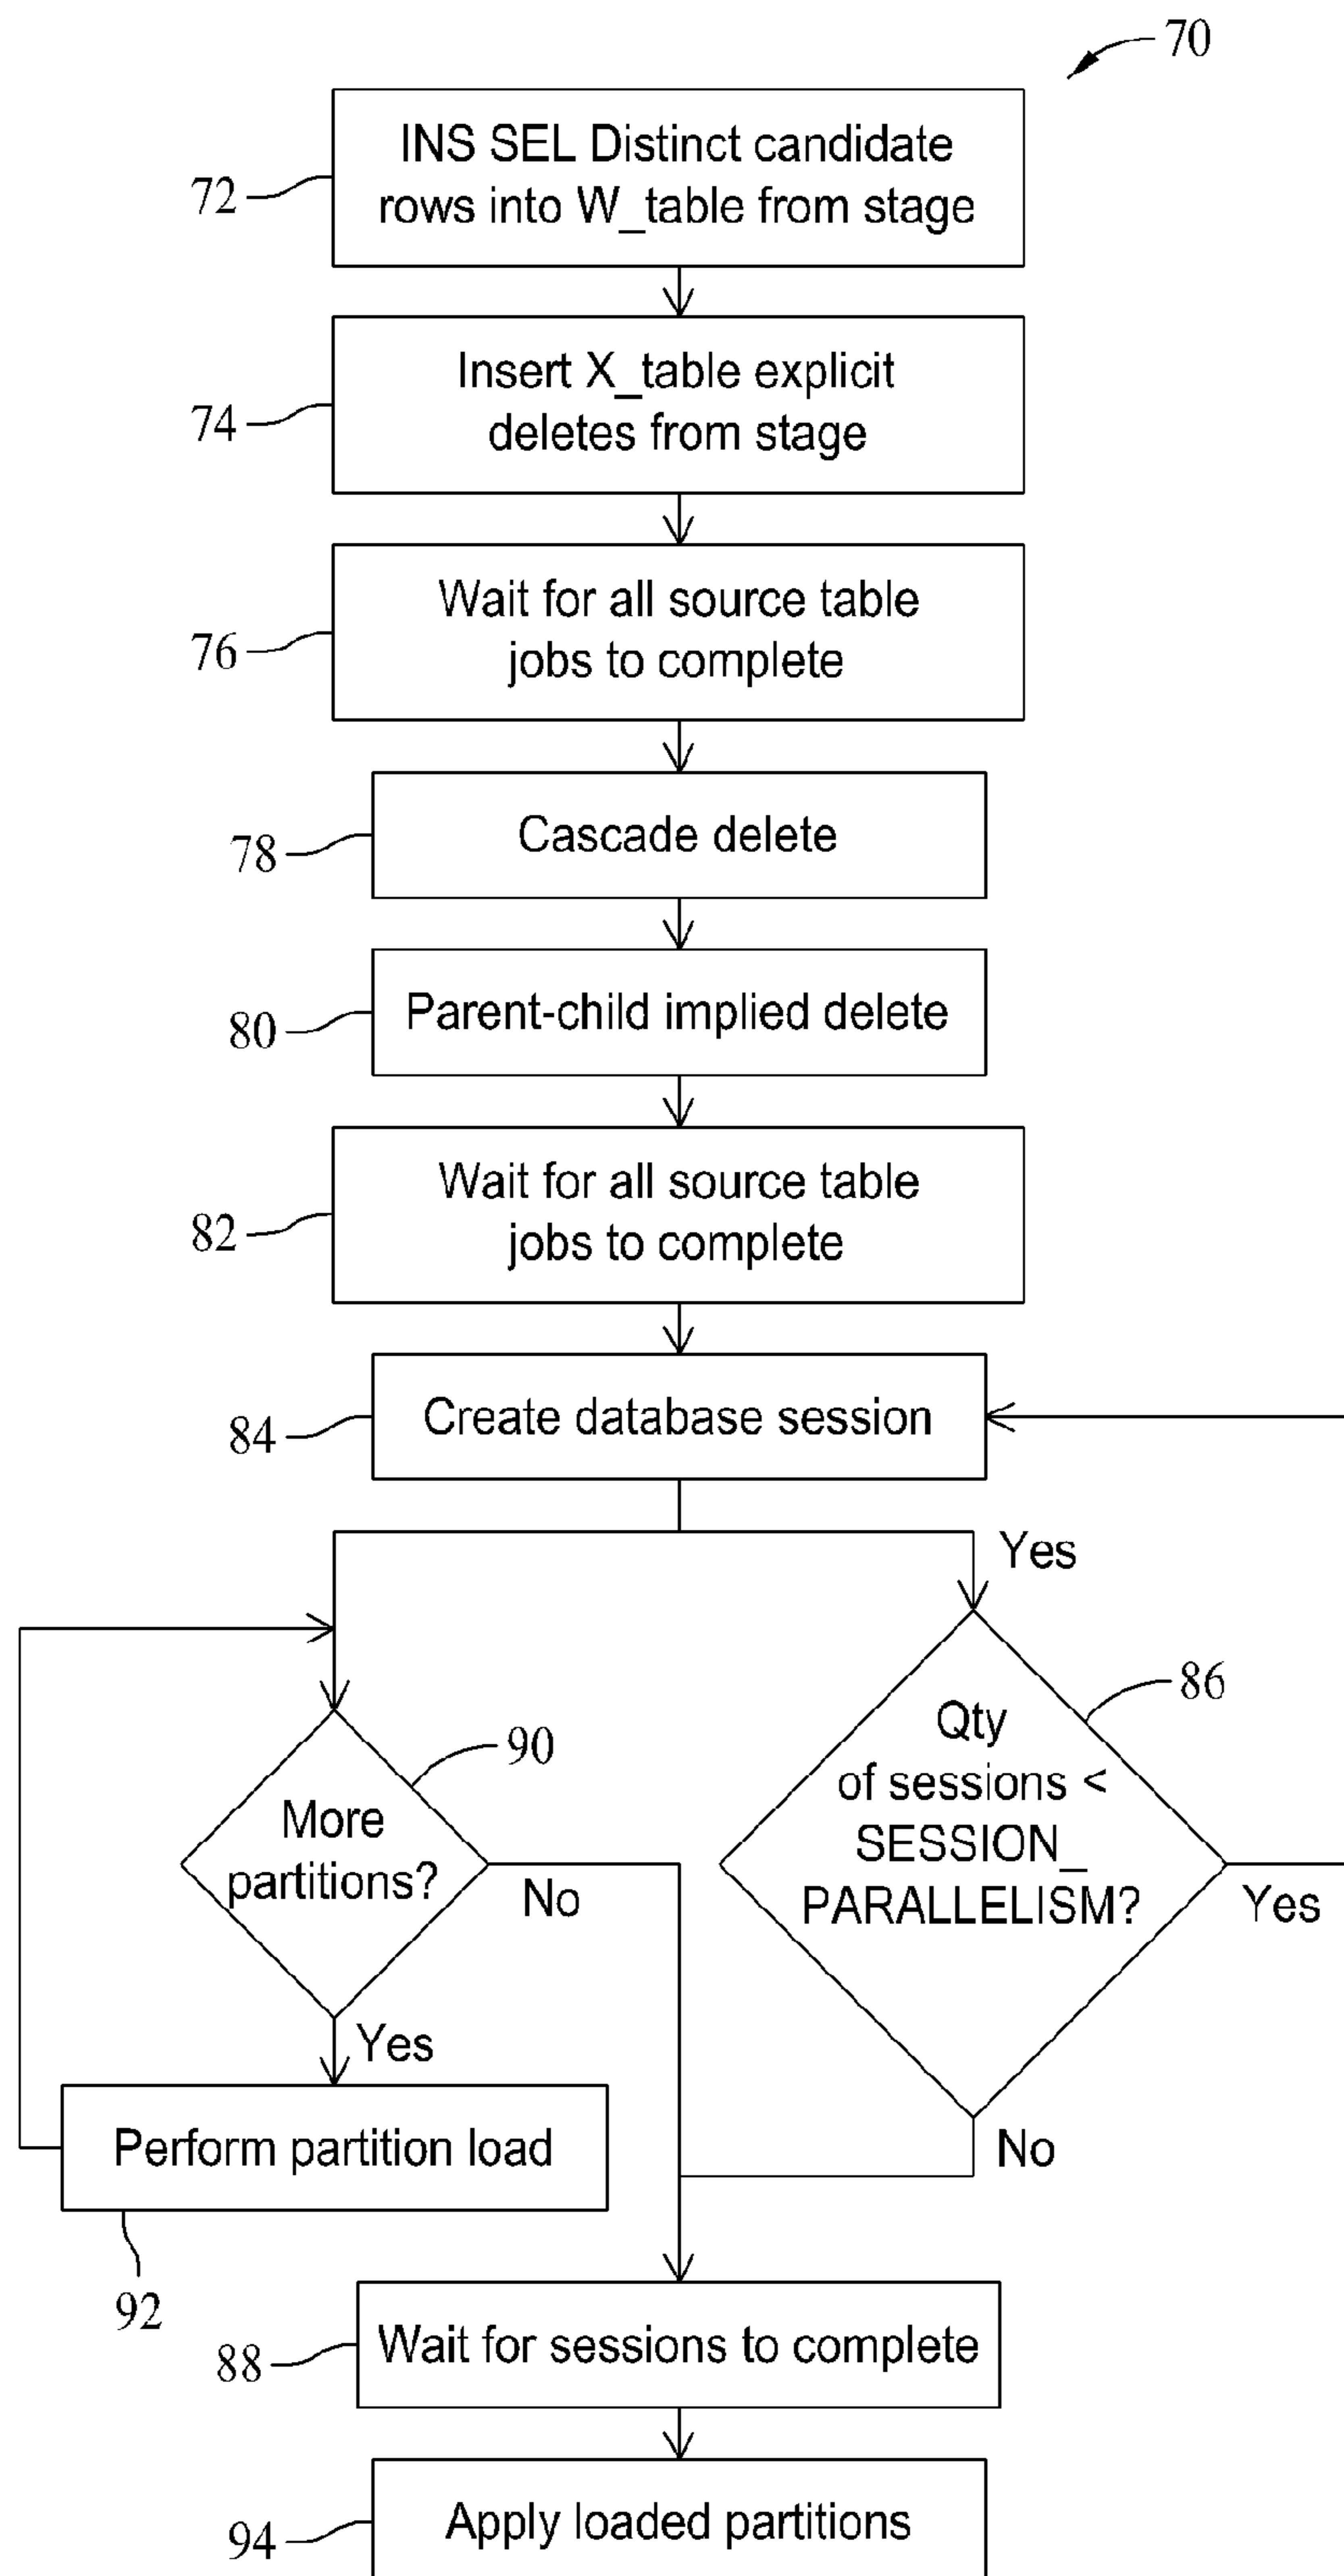 70
INS SEL Distinct candidate
rows into W_table from stage
72
Insert X_table explicit
deletes from stage
74
Wait for all source table
jobs to complete
76
Cascade delete
78
Parent-child implied delete
80
Wait for all source table
jobs to complete
82
Create database session
84
Yes
86
Qty
of sessions <
SESSION_
PARALLELISM?
Yes
No
90
More
partitions?
No
Yes
Perform partition load
92
Wait for sessions to complete
88
Apply loaded partitions
94